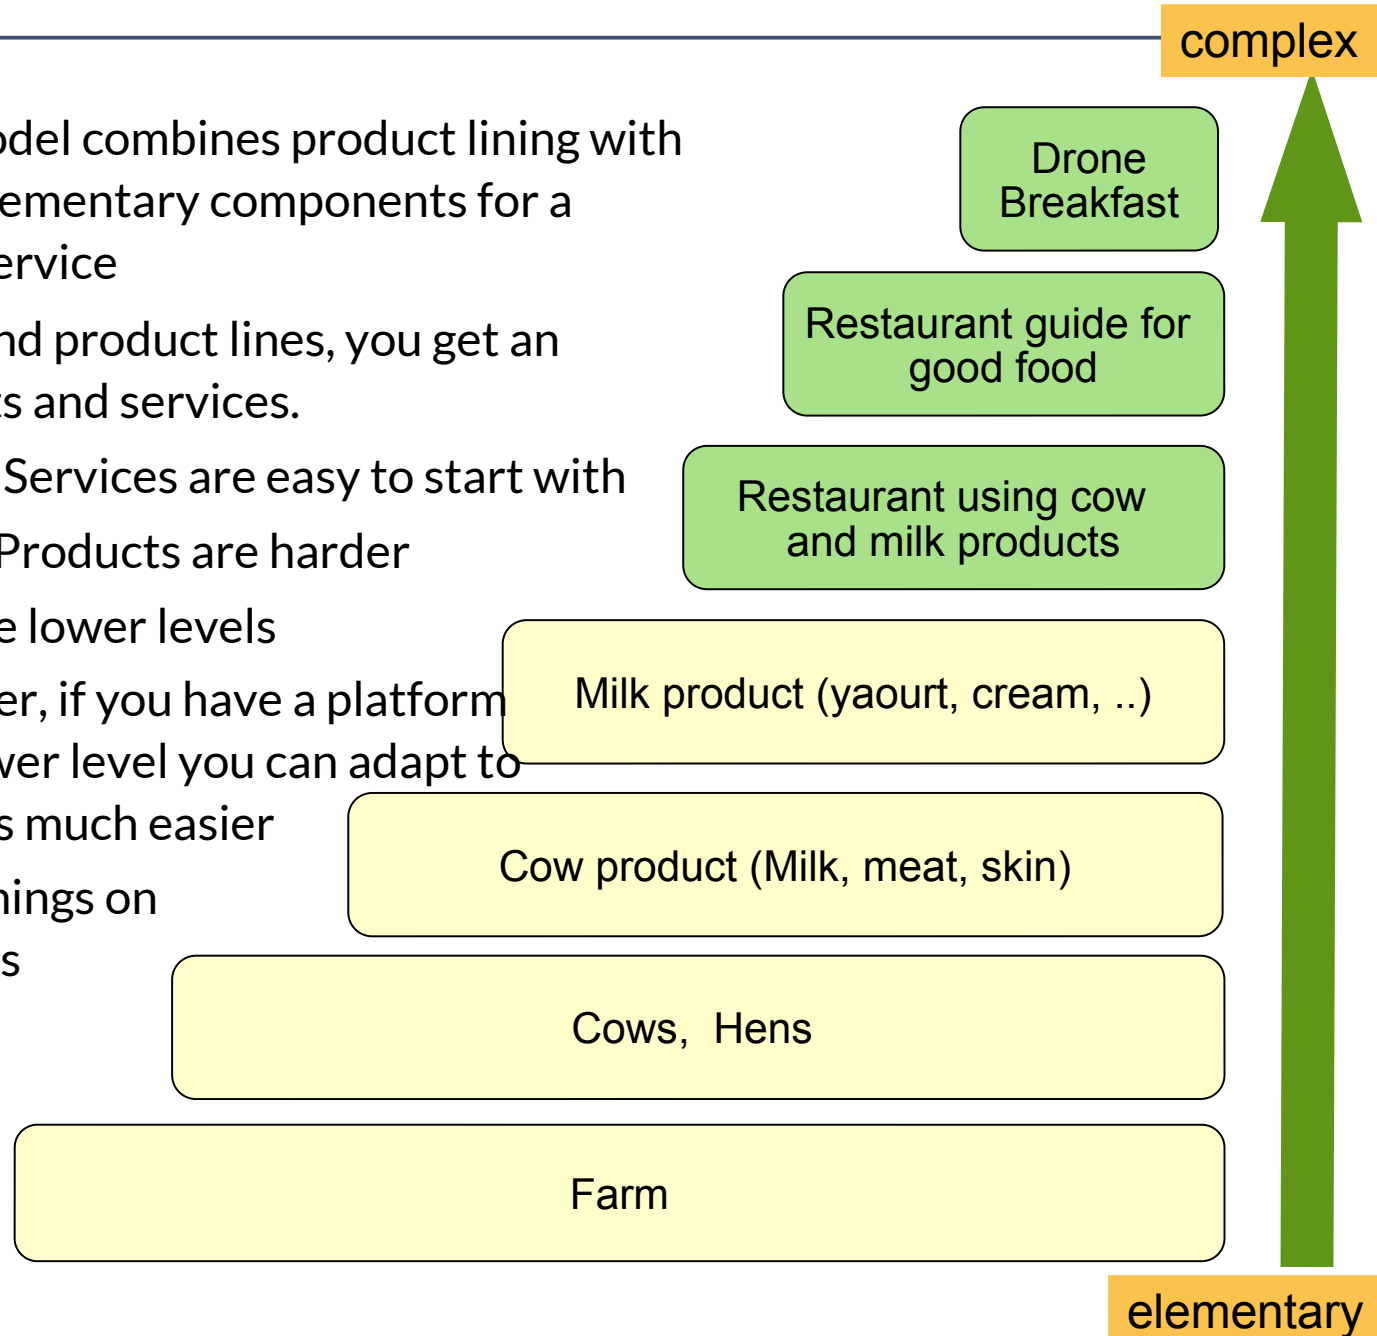 complex
odel combines product lining with
ementary components for a
ervice
nd product lines, you get an
ts and services.
Services are easy to start with
Products are harder
e lower levels
er, if you have a platform
wer level you can adapt to
s much easier
nings on
s
Drone
Breakfast
Restaurant guide for
good food
Restaurant using cow
and milk products
Milk product (yaourt, cream, ..)
Cow product (Milk, meat, skin)
Cows, Hens
Farm
elementary